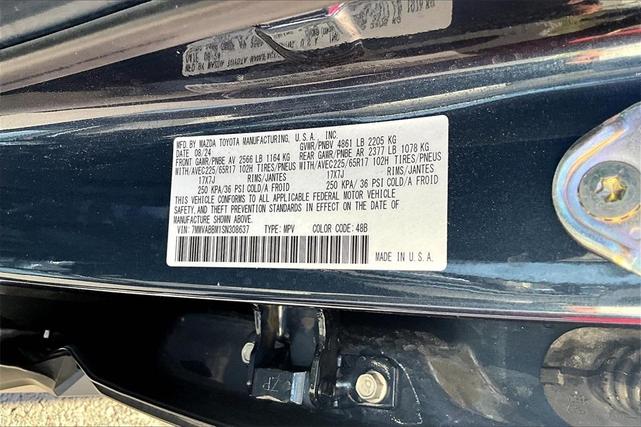 MFD. BY MAZDA TOYOTA MANUFACTURING, U.S.A., INC.
DATE 08/24 GVWR/PNBV 4861 LB 2205 KG
FRONT GAWR/PNBE AV 2566 LB 1164 KG REAR GAWR/PNBE AR 2377 LB 1078 KG
WITH/AVEC225/65R17 102H TIRES/PNEUS WITH/AVEC225/65R17 102H TIRES/PNEUS
17X7J RIMS/JANTES 17X7J RIMS/JANTES
250 KPA/36 PSI COLD/A FROID 250 KPA/36 PSI COLD/A FROID
THIS VEHICLE CONFORMS TO ALL APPLICABLE FEDERAL MOTOR VEHICLE
SAFETY, AND THEFT PREVENTION STANDARDS IN EFFECT ON THE DATE OF
MANUFACTURE SHOWN ABOVE.
VIN: 7MMVABBM1SN308637 TYPE: MPV COLOR CODE: 48B
MADE IN U.S.A.